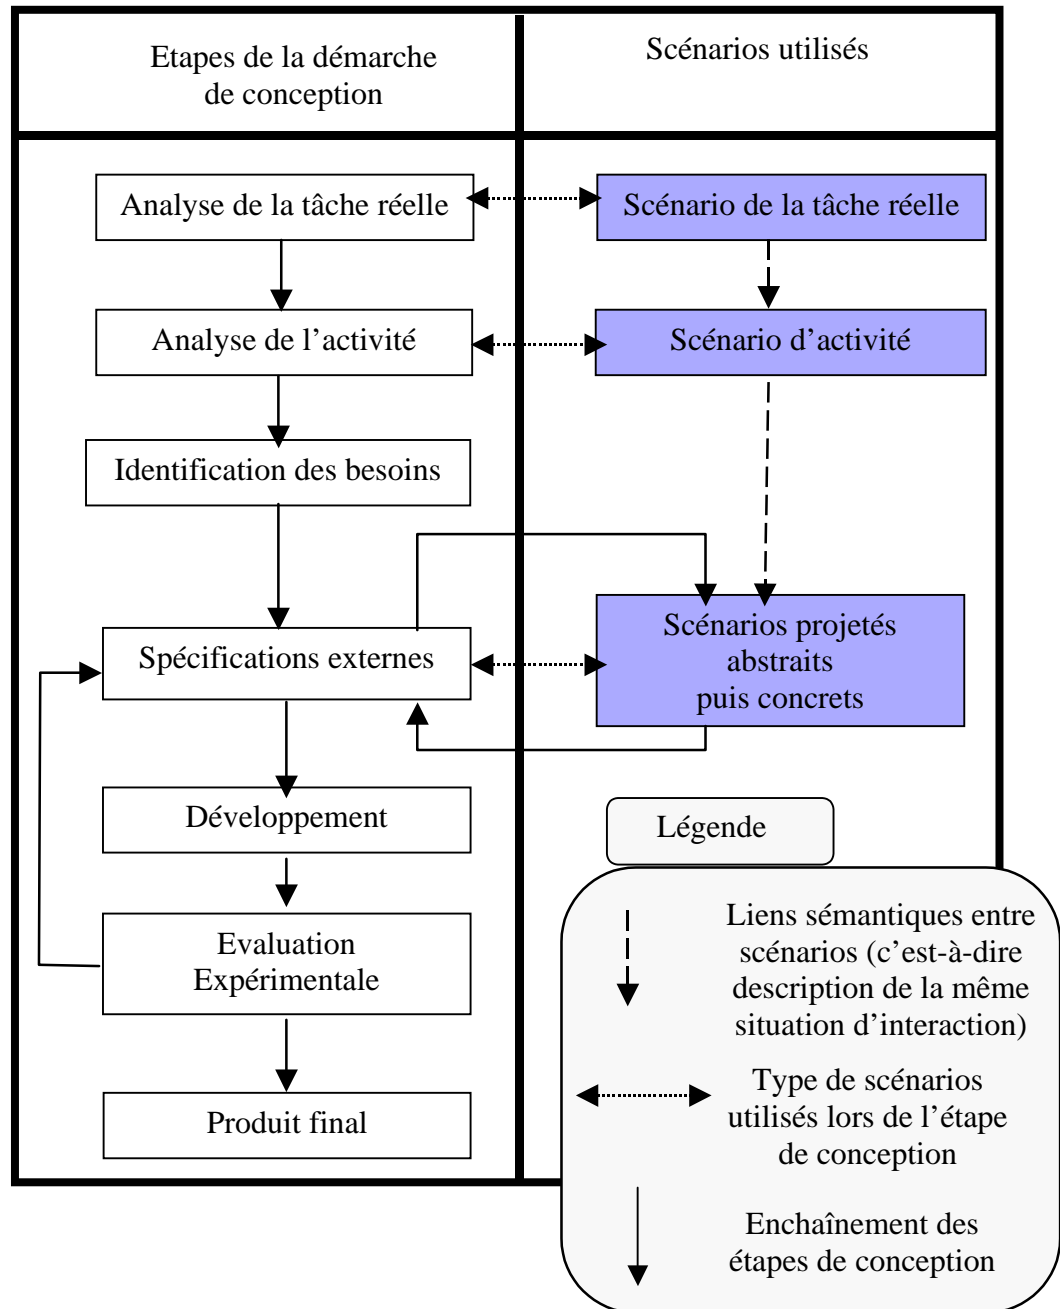 Etapes de la démarche
de conception
Scénarios utilisés
Analyse de la tâche réelle
Scénario de la tâche réelle
Analyse de l’activité
Scénario d’activité
Identification des besoins
Spécifications externes
Scénarios projetés
abstraits
puis concrets
Développement
Evaluation
Expérimentale
Produit final
Légende
Liens sémantiques entre
scénarios (c’est-à-dire
description de la même
situation d’interaction)
Type de scénarios
utilisés lors de l’étape
de conception
Enchaînement des
étapes de conception